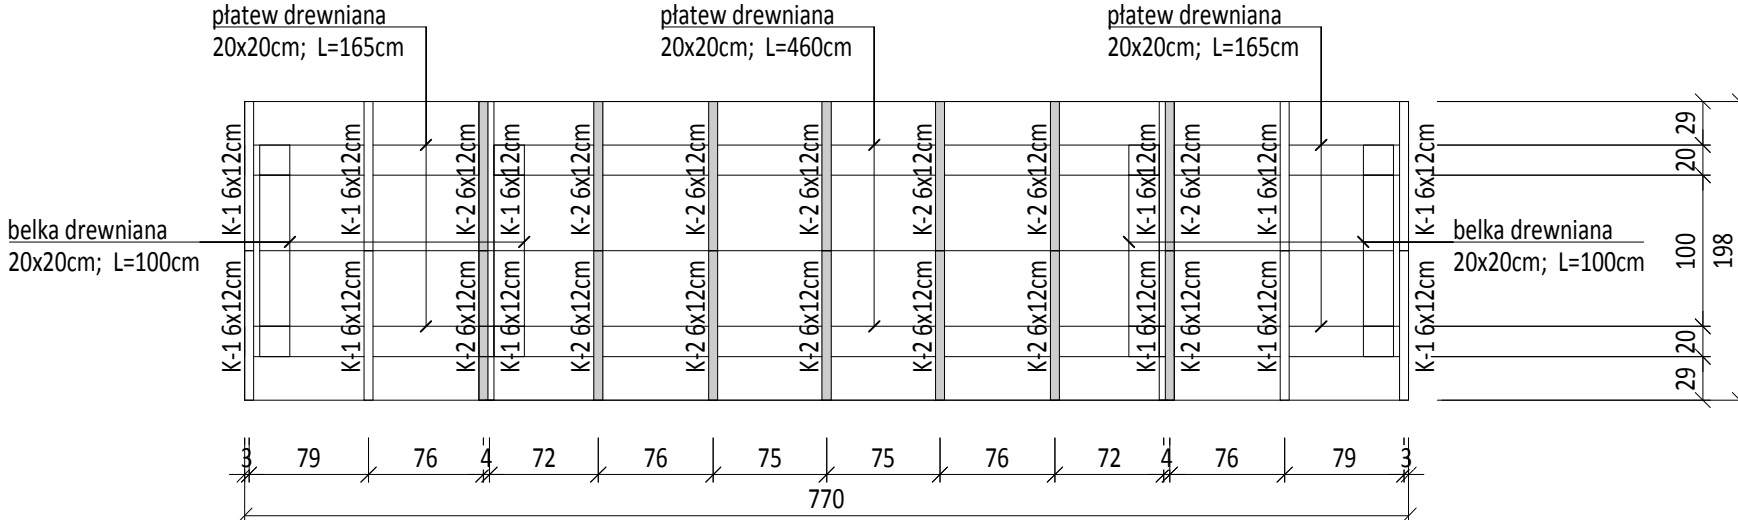 płatew drewniana
20x20cm; L=165cm
płatew drewniana
20x20cm; L=460cm
płatew drewniana
20x20cm; L=165cm
K-1 6x12cm
K-1 6x12cm
K-2 6x12cm
K-1 6x12cm
K-2 6x12cm
K-2 6x12cm
K-2 6x12cm
K-2 6x12cm
K-2 6x12cm
K-1 6x12cm
K-2 6x12cm
K-1 6x12cm
K-1 6x12cm
belka drewniana
20x20cm; L=100cm
belka drewniana
20x20cm; L=100cm
K-1 6x12cm
K-1 6x12cm
K-2 6x12cm
K-1 6x12cm
K-2 6x12cm
K-2 6x12cm
K-2 6x12cm
K-2 6x12cm
K-2 6x12cm
K-1 6x12cm
K-2 6x12cm
K-1 6x12cm
K-1 6x12cm
29
20
100
20
29
198
3 79 76 4 72 76 75 75 76 72 4 76 79 3
770